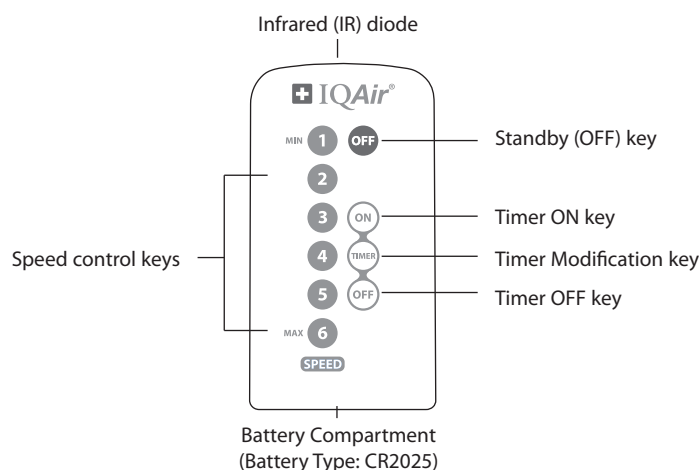 Infrared (IR) diode
IQAir®
MIN 1 OFF
Standby (OFF) key
2
3 ON
Timer ON key
Speed control keys
4 TIMER
Timer Modification key
5 OFF
Timer OFF key
MAX 6
SPEED
Battery Compartment
(Battery Type: CR2025)